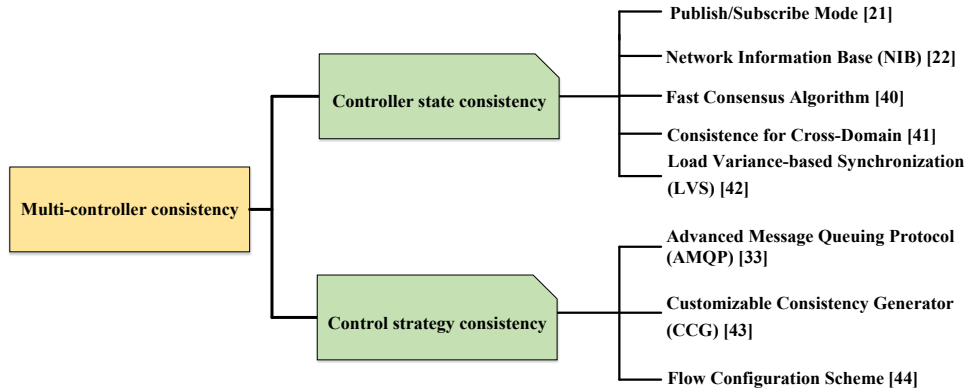 Multi-controller consistency
Controller state consistency
Publish/Subscribe Mode [21]
Network Information Base (NIB) [22]
Fast Consensus Algorithm [40]
Consistence for Cross-Domain [41]
Load Variance-based Synchronization
(LVS) [42]
Control strategy consistency
Advanced Message Queuing Protocol
(AMQP) [33]
Customizable Consistency Generator
(CCG) [43]
Flow Configuration Scheme [44]